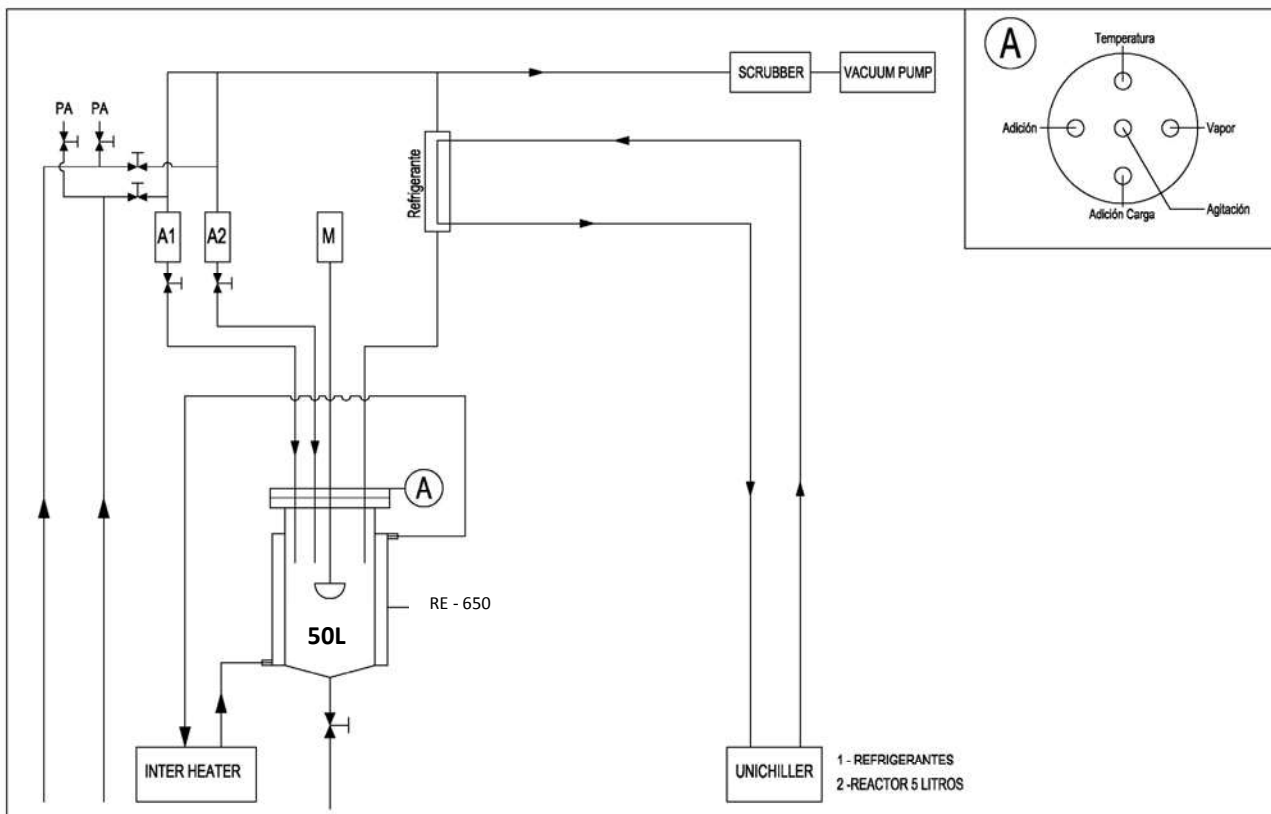 SCRUBBER
VACUUM PUMP
A
Temperatura
Adición
Vapor
Adición Carga
Agitación
PA
PA
Refrigerante
A1
A2
M
A
RE - 650
50L
INTER HEATER
UNICHILLER
1 - REFRIGERANTES
2 -REACTOR 5 LITROS